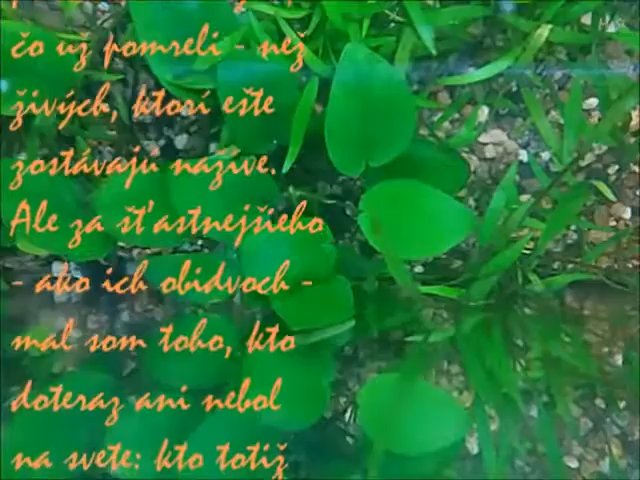 čo už pomreli - než
živých, ktorí ešte
zostávajú nažive.
Ale za šťastnejšieho
- ako ich obidvoch -
mal som toho, kto
doteraz ani nebol
na svete: kto totiž